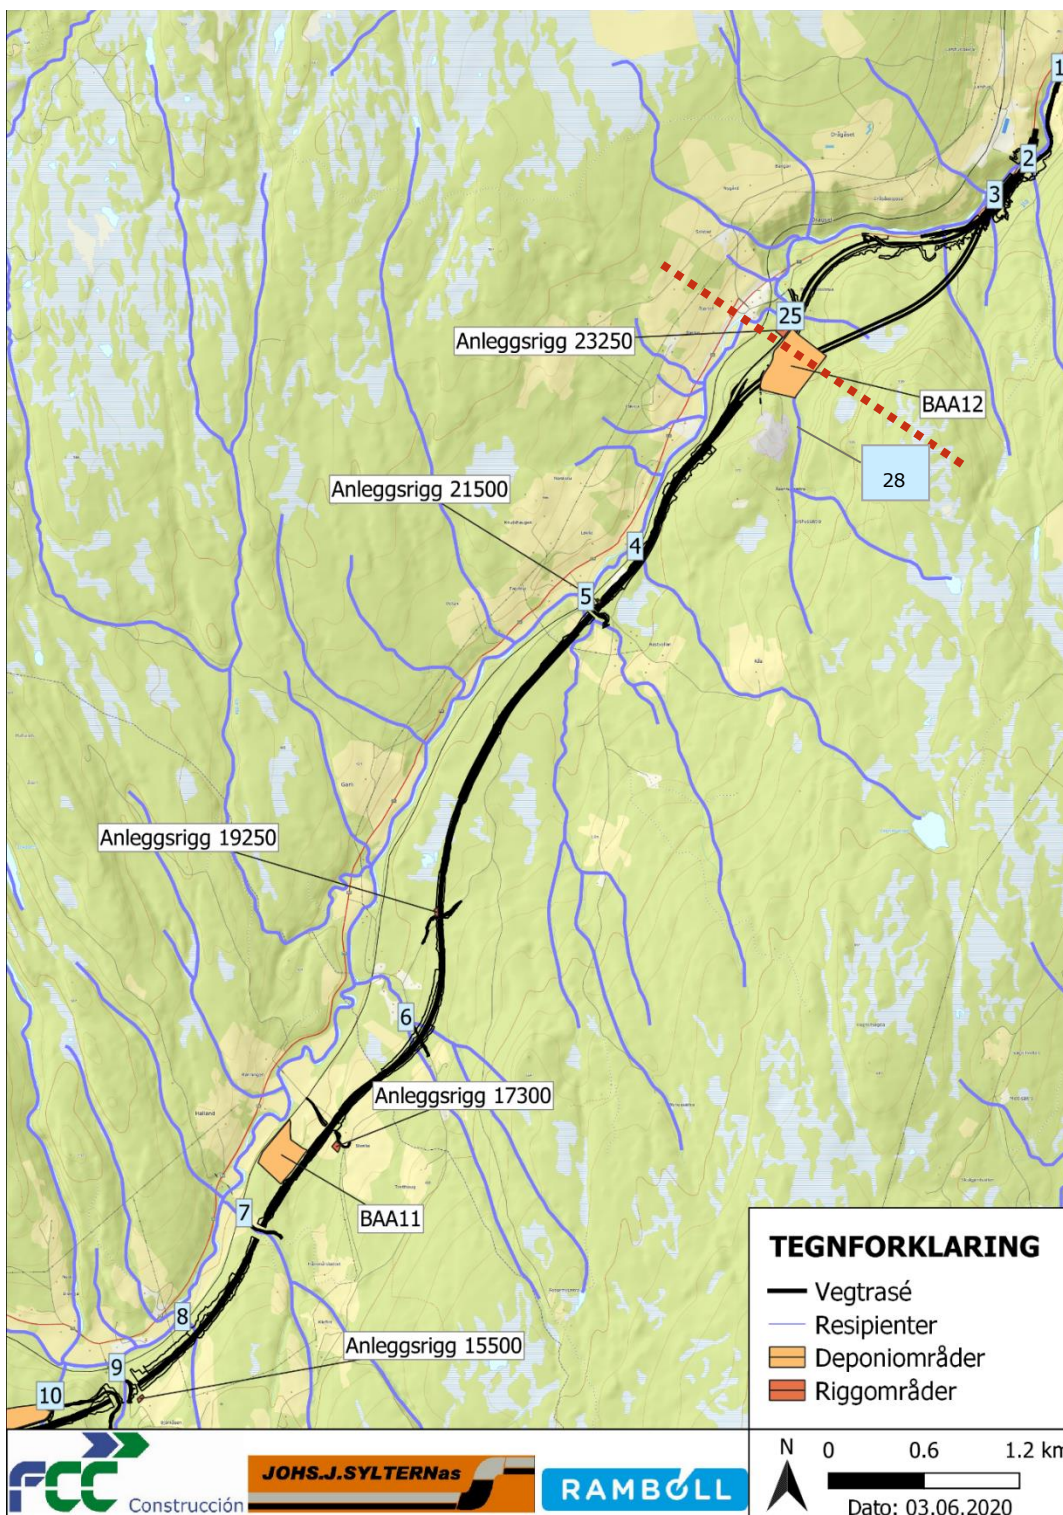 1
2
3
25
Anleggsrigg 23250
BAA12
28
Anleggsrigg 21500
4
5
Anleggsrigg 19250
6
Anleggsrigg 17300
7
BAA11
8
Anleggsrigg 15500
9
10
TEGNFORKLARING
Vegtrasé
Resipienter
Deponiområder
Riggområder
FCC
Construcción
JOHS.J.SYLTERNas
RAMBOLL
N
0 0.6 1.2 km
Dato: 03.06.2020